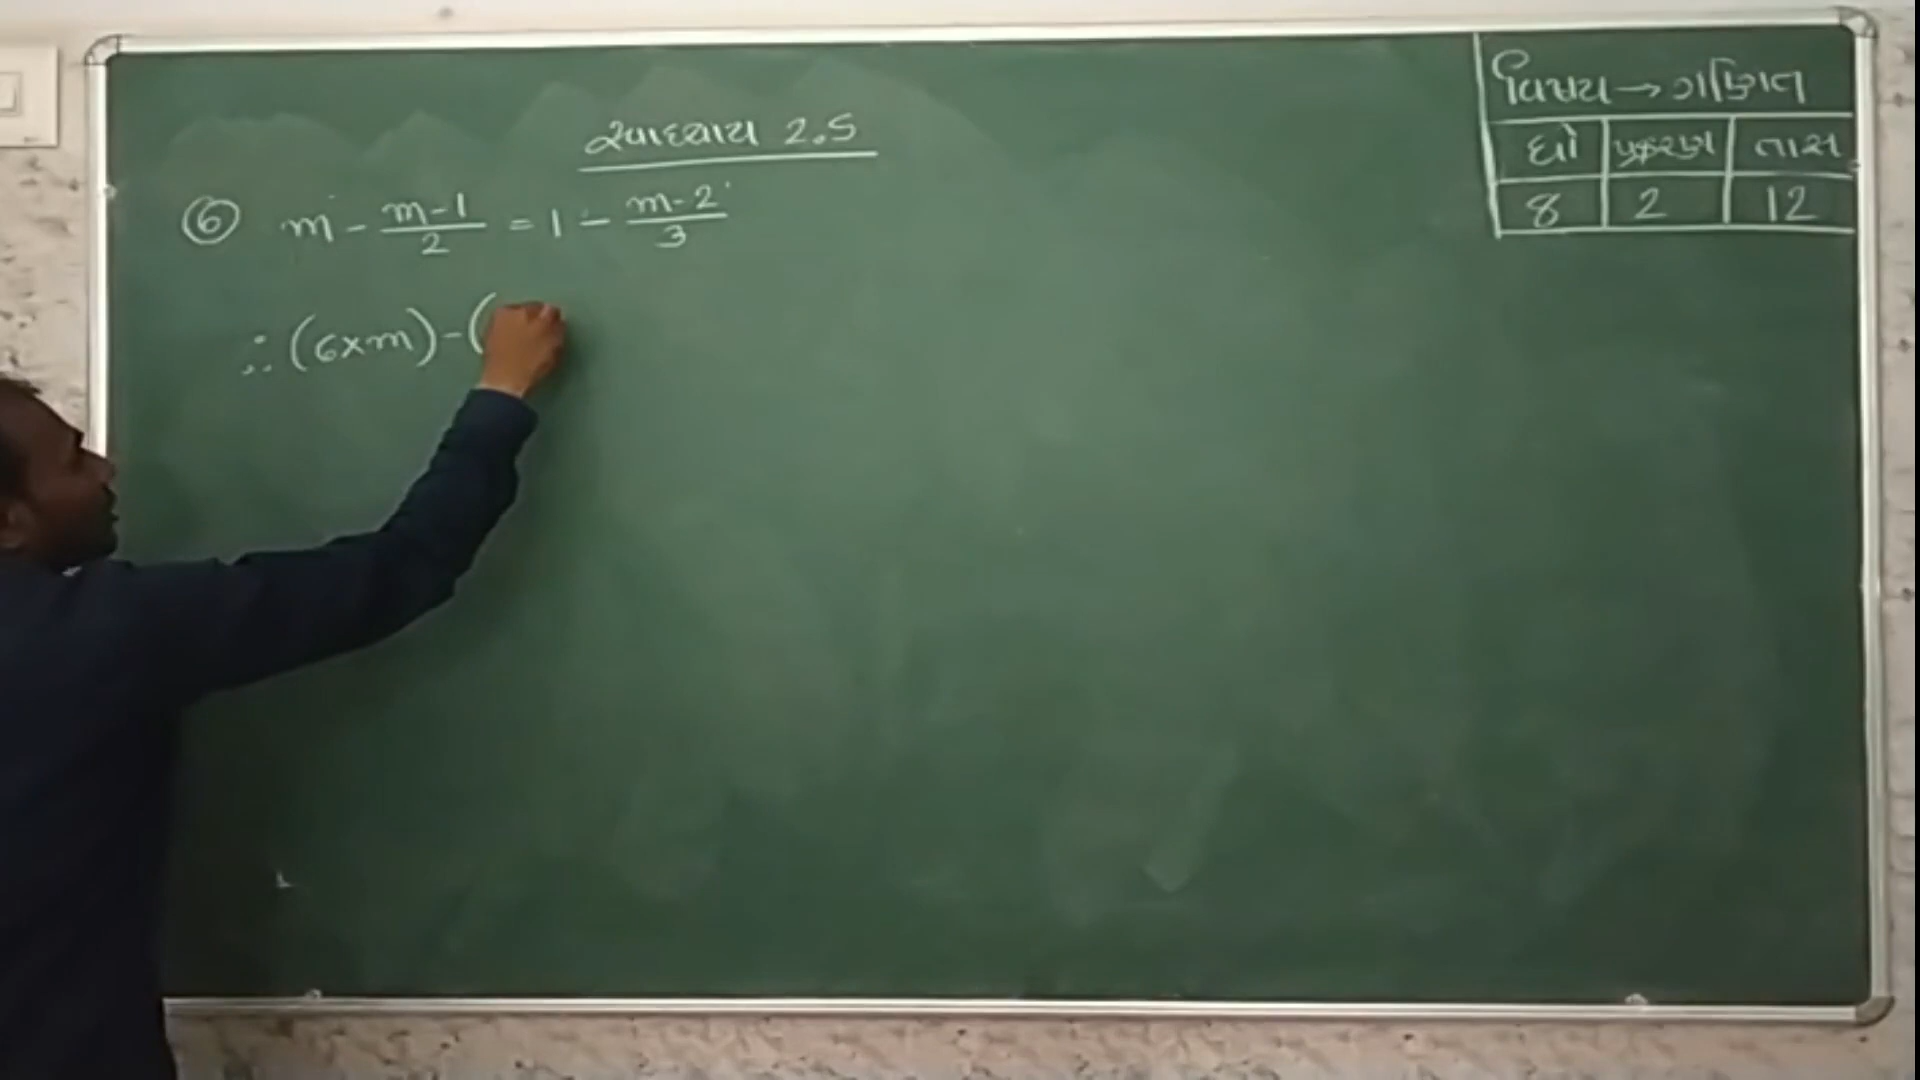 સ્વાધ્યાય 2.5
⑥ m - (m-1)/2 = 1 - (m-2)/3
∴ (6×m) - (
વિષય → ગણિત
ધો પ્રકરણ તાસ
8 2 12